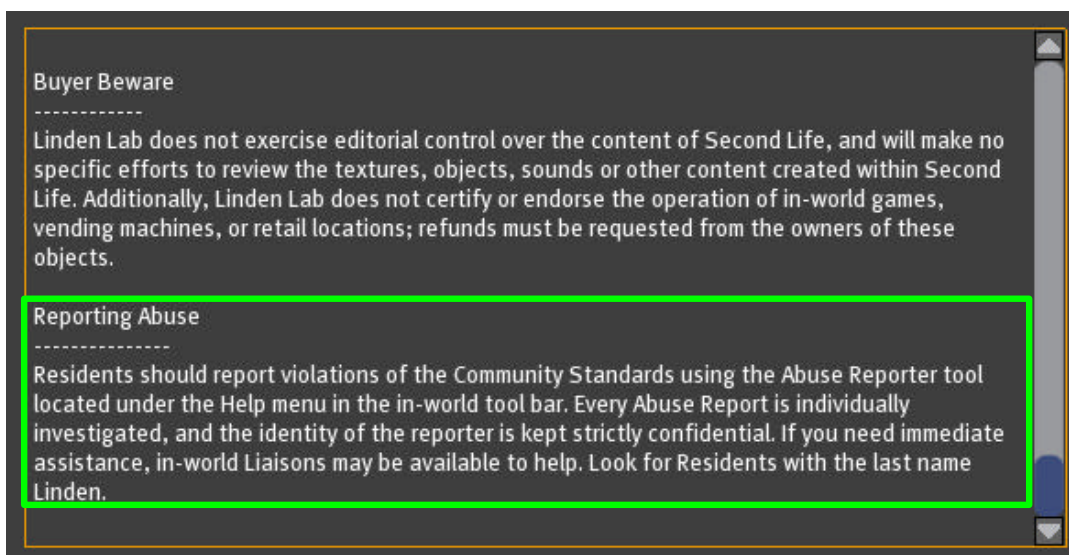 Buyer Beware
------------
Linden Lab does not exercise editorial control over the content of Second Life, and will make no
specific efforts to review the textures, objects, sounds or other content created within Second
Life. Additionally, Linden Lab does not certify or endorse the operation of in-world games,
vending machines, or retail locations; refunds must be requested from the owners of these
objects.
Reporting Abuse
---------------
Residents should report violations of the Community Standards using the Abuse Reporter tool
located under the Help menu in the in-world tool bar. Every Abuse Report is individually
investigated, and the identity of the reporter is kept strictly confidential. If you need immediate
assistance, in-world Liaisons may be available to help. Look for Residents with the last name
Linden.